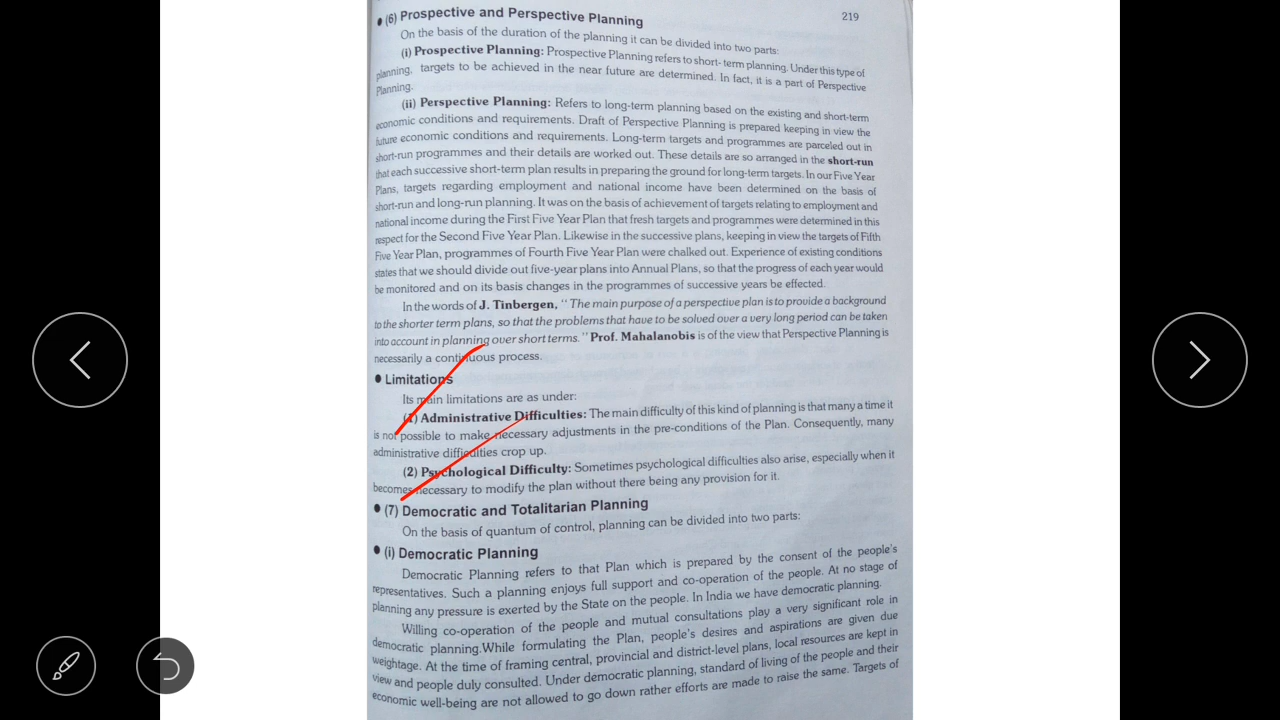 219
• (6) Prospective and Perspective Planning
On the basis of the duration of the planning it can be divided into two parts:
(i) Prospective Planning: Prospective Planning refers to short- term planning. Under this type of
planning, targets to be achieved in the near future are determined. In fact, it is a part of Perspective
Planning.
(ii) Perspective Planning: Refers to long-term planning based on the existing and short-term
economic conditions and requirements. Draft of Perspective Planning is prepared keeping in view the
future economic conditions and requirements. Long-term targets and programmes are parceled out in
short-run programmes and their details are worked out. These details are so arranged in the short-run
that each successive short-term plan results in preparing the ground for long-term targets. In our Five Year
Plans, targets regarding employment and national income have been determined on the basis of
short-run and long-run planning. It was on the basis of achievement of targets relating to employment and
national income during the First Five Year Plan that fresh targets and programmes were determined in this
respect for the Second Five Year Plan. Likewise in the successive plans, keeping in view the targets of Fifth
Five Year Plan, programmes of Fourth Five Year Plan were chalked out. Experience of existing conditions
states that we should divide out five-year plans into Annual Plans, so that the progress of each year would
be monitored and on its basis changes in the programmes of successive years be effected.
In the words of J. Tinbergen, "The main purpose of a perspective plan is to provide a background
to the shorter term plans, so that the problems that have to be solved over a very long period can be taken
into account in planning over short terms." Prof. Mahalanobis is of the view that Perspective Planning is
necessarily a continuous process.
• Limitations
Its main limitations are as under:
(1) Administrative Difficulties: The main difficulty of this kind of planning is that many a time it
is not possible to make necessary adjustments in the pre-conditions of the Plan. Consequently, many
administrative difficulties crop up.
(2) Psychological Difficulty: Sometimes psychological difficulties also arise, especially when it
becomes necessary to modify the plan without there being any provision for it.
• (7) Democratic and Totalitarian Planning
On the basis of quantum of control, planning can be divided into two parts:
• (i) Democratic Planning
Democratic Planning refers to that Plan which is prepared by the consent of the people's
representatives. Such a planning enjoys full support and co-operation of the people. At no stage of
planning any pressure is exerted by the State on the people. In India we have democratic planning.
Willing co-operation of the people and mutual consultations play a very significant role in
democratic planning.While formulating the Plan, people's desires and aspirations are given due
weightage. At the time of framing central, provincial and district-level plans, local resources are kept in
view and people duly consulted. Under democratic planning, standard of living of the people and their
economic well-being are not allowed to go down rather efforts are made to raise the same. Targets of